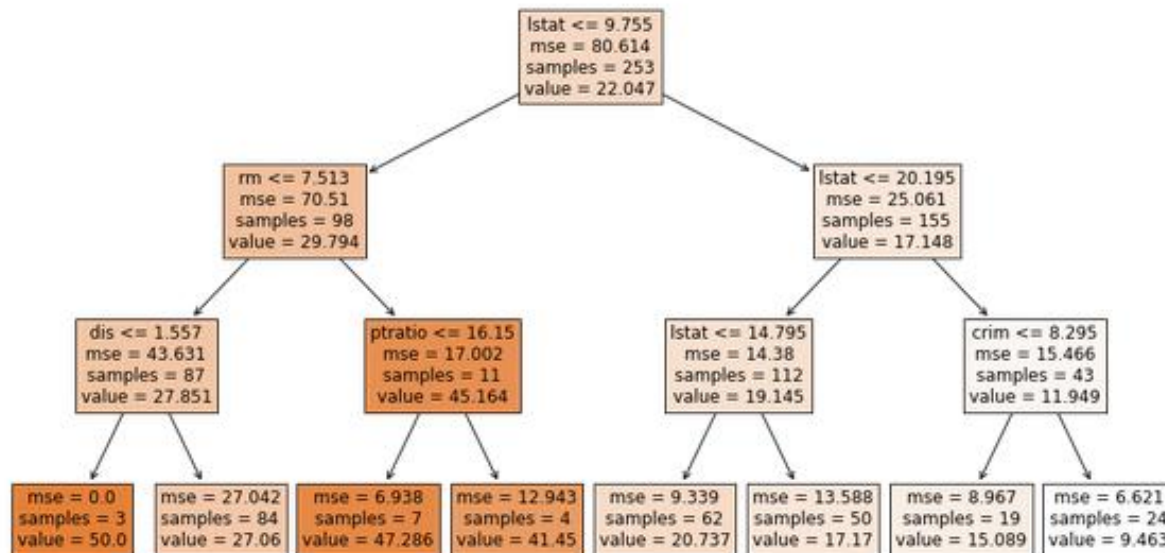 lstat <= 9.755
mse = 80.614
samples = 253
value = 22.047
rm <= 7.513
mse = 70.51
samples = 98
value = 29.794
lstat <= 20.195
mse = 25.061
samples = 155
value = 17.148
dis <= 1.557
mse = 43.631
samples = 87
value = 27.851
ptratio <= 16.15
mse = 17.002
samples = 11
value = 45.164
lstat <= 14.795
mse = 14.38
samples = 112
value = 19.145
crim <= 8.295
mse = 15.466
samples = 43
value = 11.949
mse = 0.0
samples = 3
value = 50.0
mse = 27.042
samples = 84
value = 27.06
mse = 6.938
samples = 7
value = 47.286
mse = 12.943
samples = 4
value = 41.45
mse = 9.339
samples = 62
value = 20.737
mse = 13.588
samples = 50
value = 17.17
mse = 8.967
samples = 19
value = 15.089
mse = 6.621
samples = 24
value = 9.463